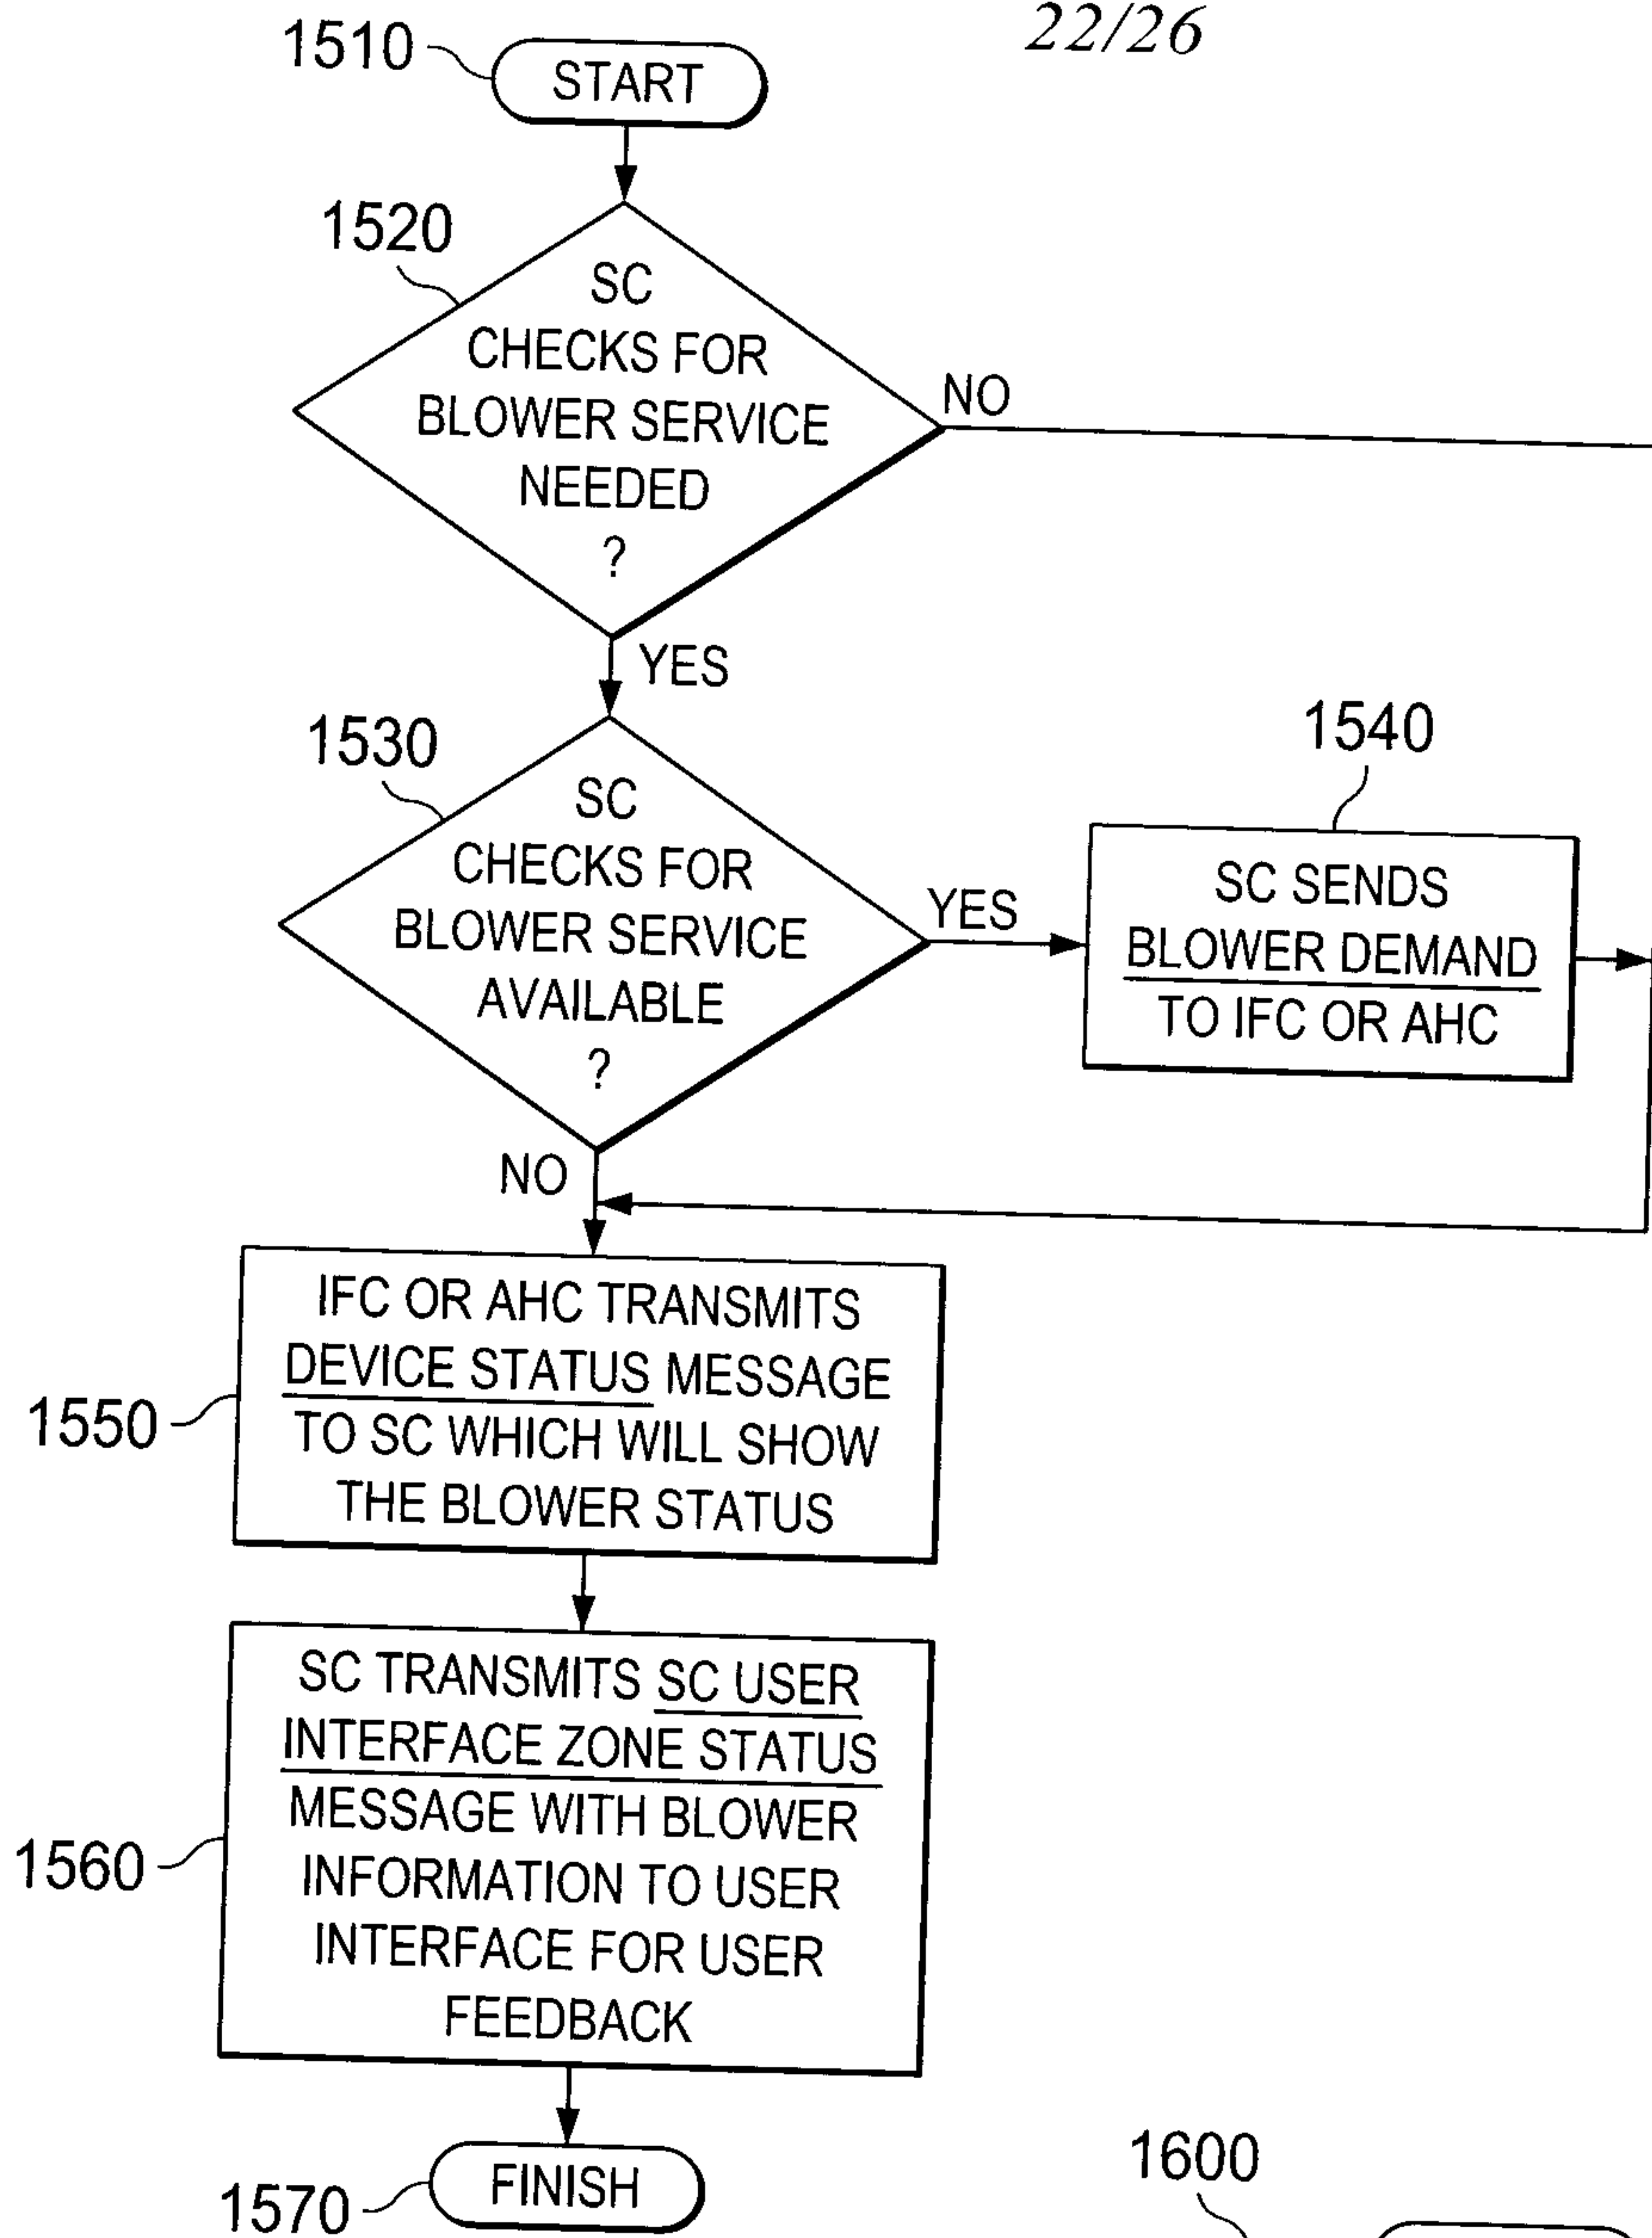 22/26
1510
START
1520
SC
CHECKS FOR
BLOWER SERVICE
NEEDED
?
NO
YES
1530
SC
CHECKS FOR
BLOWER SERVICE
AVAILABLE
?
YES
1540
SC SENDS
BLOWER DEMAND
TO IFC OR AHC
NO
1550
IFC OR AHC TRANSMITS
DEVICE STATUS MESSAGE
TO SC WHICH WILL SHOW
THE BLOWER STATUS
1560
SC TRANSMITS SC USER
INTERFACE ZONE STATUS
MESSAGE WITH BLOWER
INFORMATION TO USER
INTERFACE FOR USER
FEEDBACK
1570
FINISH
1600